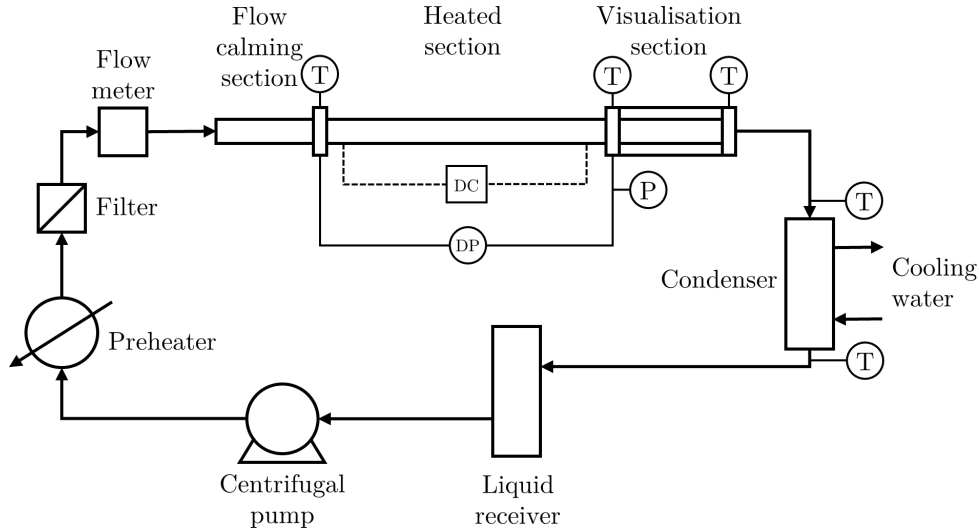 Flow
calming
section
Heated
section
Visualisation
section
Flow
meter
T
T
T
DC
P
Filter
DP
T
Condenser
Cooling
water
Preheater
T
Centrifugal
pump
Liquid
receiver